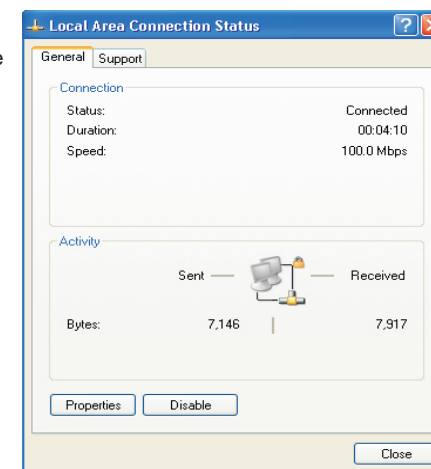 Local Area Connection Status
e
General Support
Connection
Status: Connected
Duration: 00:04:10
Speed: 100.0 Mbps
Activity
Sent — — Received
Bytes: 7,146 | 7,917
Properties Disable
Close